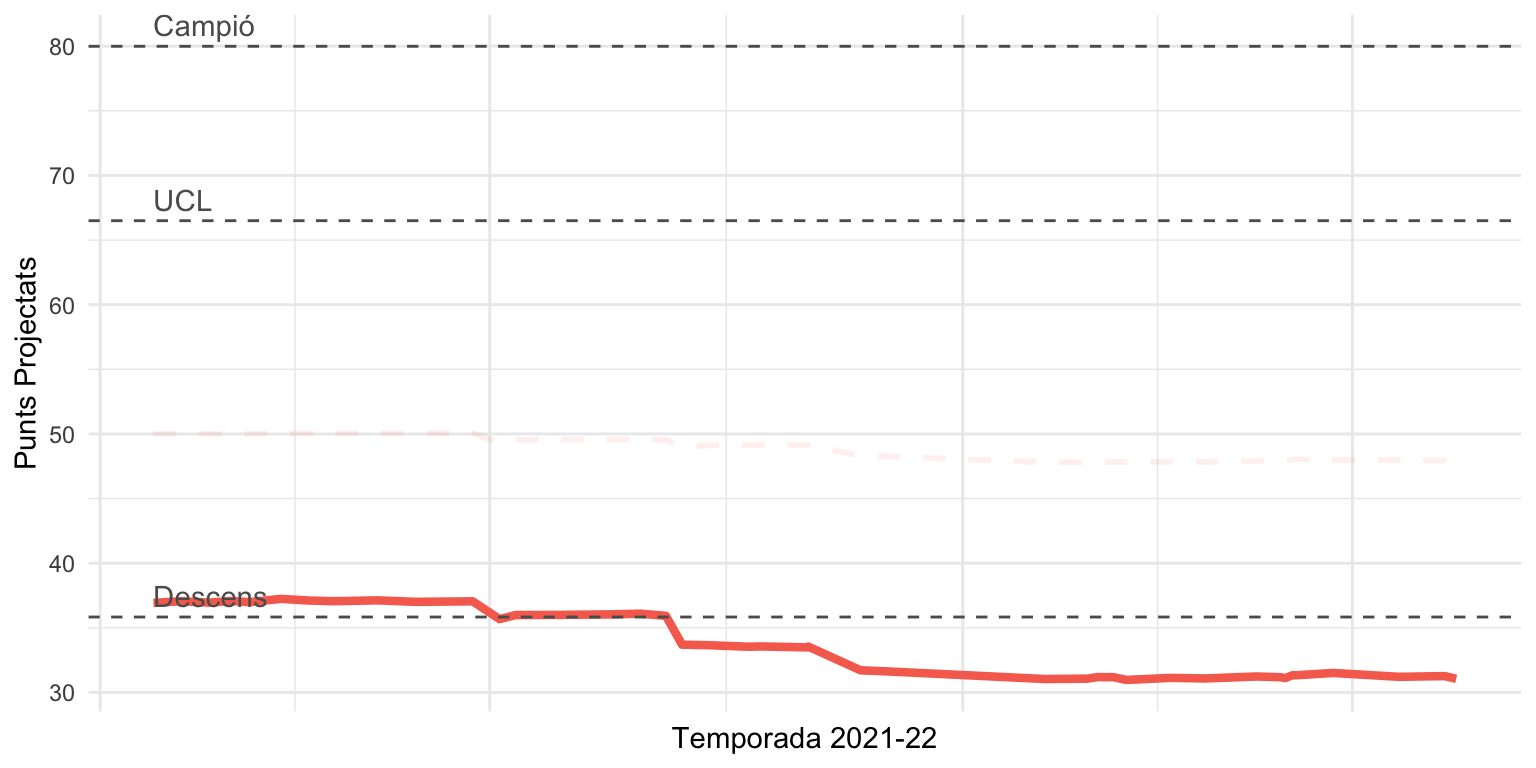 Campió
80
70
UCL
60
Punts Projectats
50
40
Descens
30
Temporada 2021-22